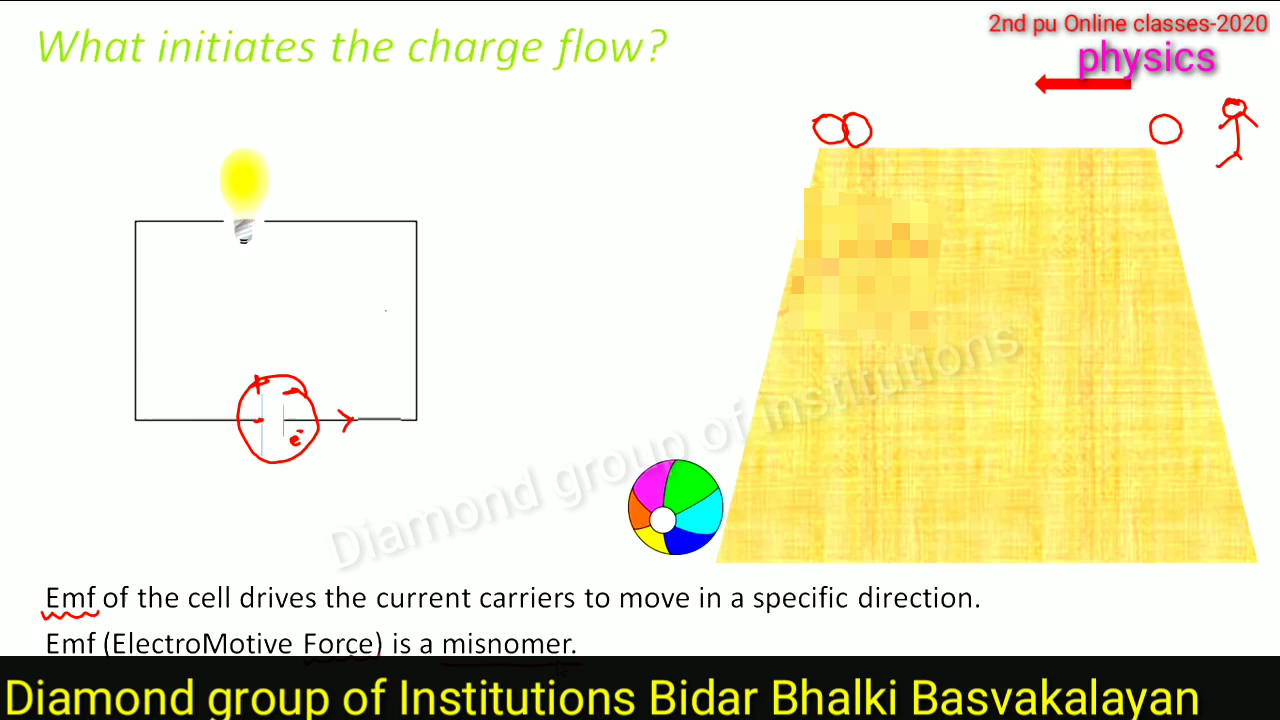 What initiates the charge flow?
2nd pu Online classes-2020
physics
e-
Diamond group of institutions
Emf of the cell drives the current carriers to move in a specific direction.
Emf (ElectroMotive Force) is a misnomer.
Diamond group of Institutions Bidar Bhalki Basvakalayan